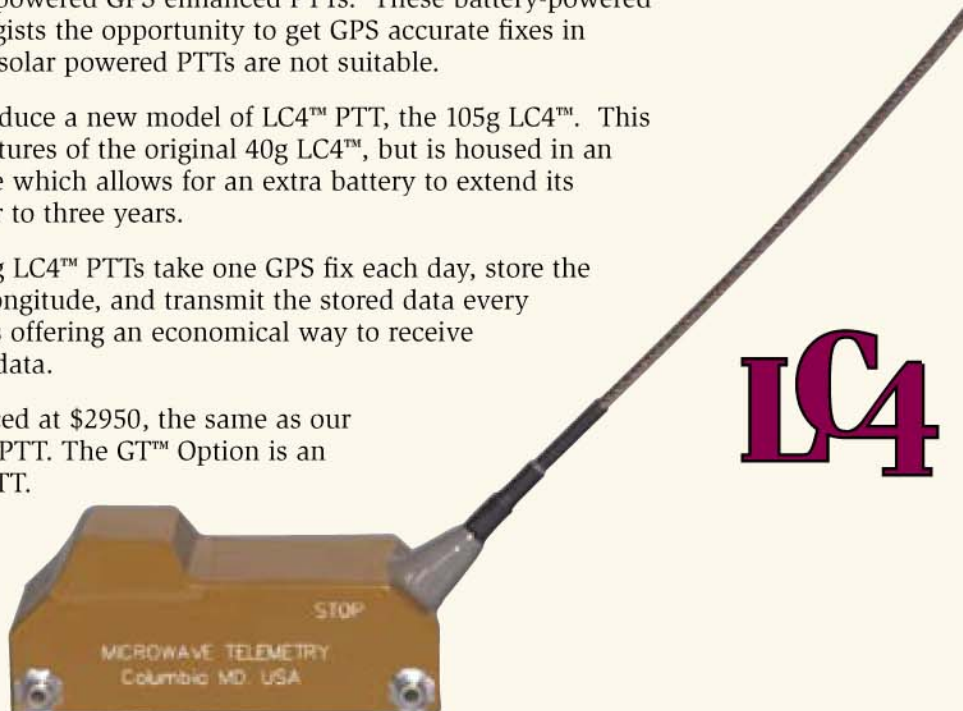 powered GPS enhanced PTTs. These battery-powered
gists the opportunity to get GPS accurate fixes in
solar powered PTTs are not suitable.
duce a new model of LC4™ PTT, the 105g LC4™. This
tures of the original 40g LC4™, but is housed in an
e which allows for an extra battery to extend its
r to three years.
g LC4™ PTTs take one GPS fix each day, store the
ongitude, and transmit the stored data every
s offering an economical way to receive
data.
ced at $2950, the same as our
PTT. The GT™ Option is an
TT.
LC4
STOP
MICROWAVE TELEMETRY
Columbia MD. USA